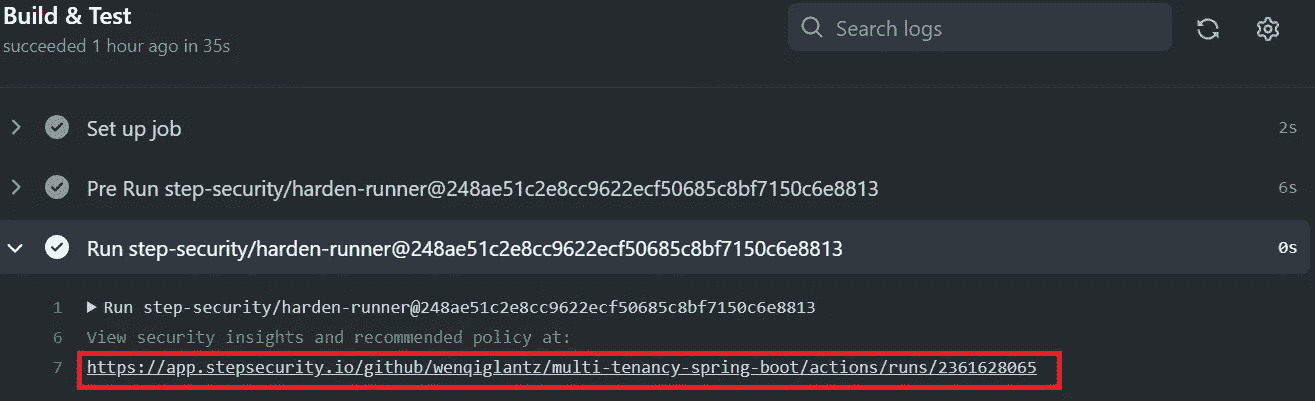 Build & Test
succeeded 1 hour ago in 35s
Search logs
Set up job 2s
Pre Run step-security/harden-runner@248ae51c2e8cc9622ecf50685c8bf7150c6e8813 6s
Run step-security/harden-runner@248ae51c2e8cc9622ecf50685c8bf7150c6e8813 0s
1 Run step-security/harden-runner@248ae51c2e8cc9622ecf50685c8bf7150c6e8813
6 View security insights and recommended policy at:
7 https://app.stepsecurity.io/github/wenqiglantz/multi-tenancy-spring-boot/actions/runs/2361628065